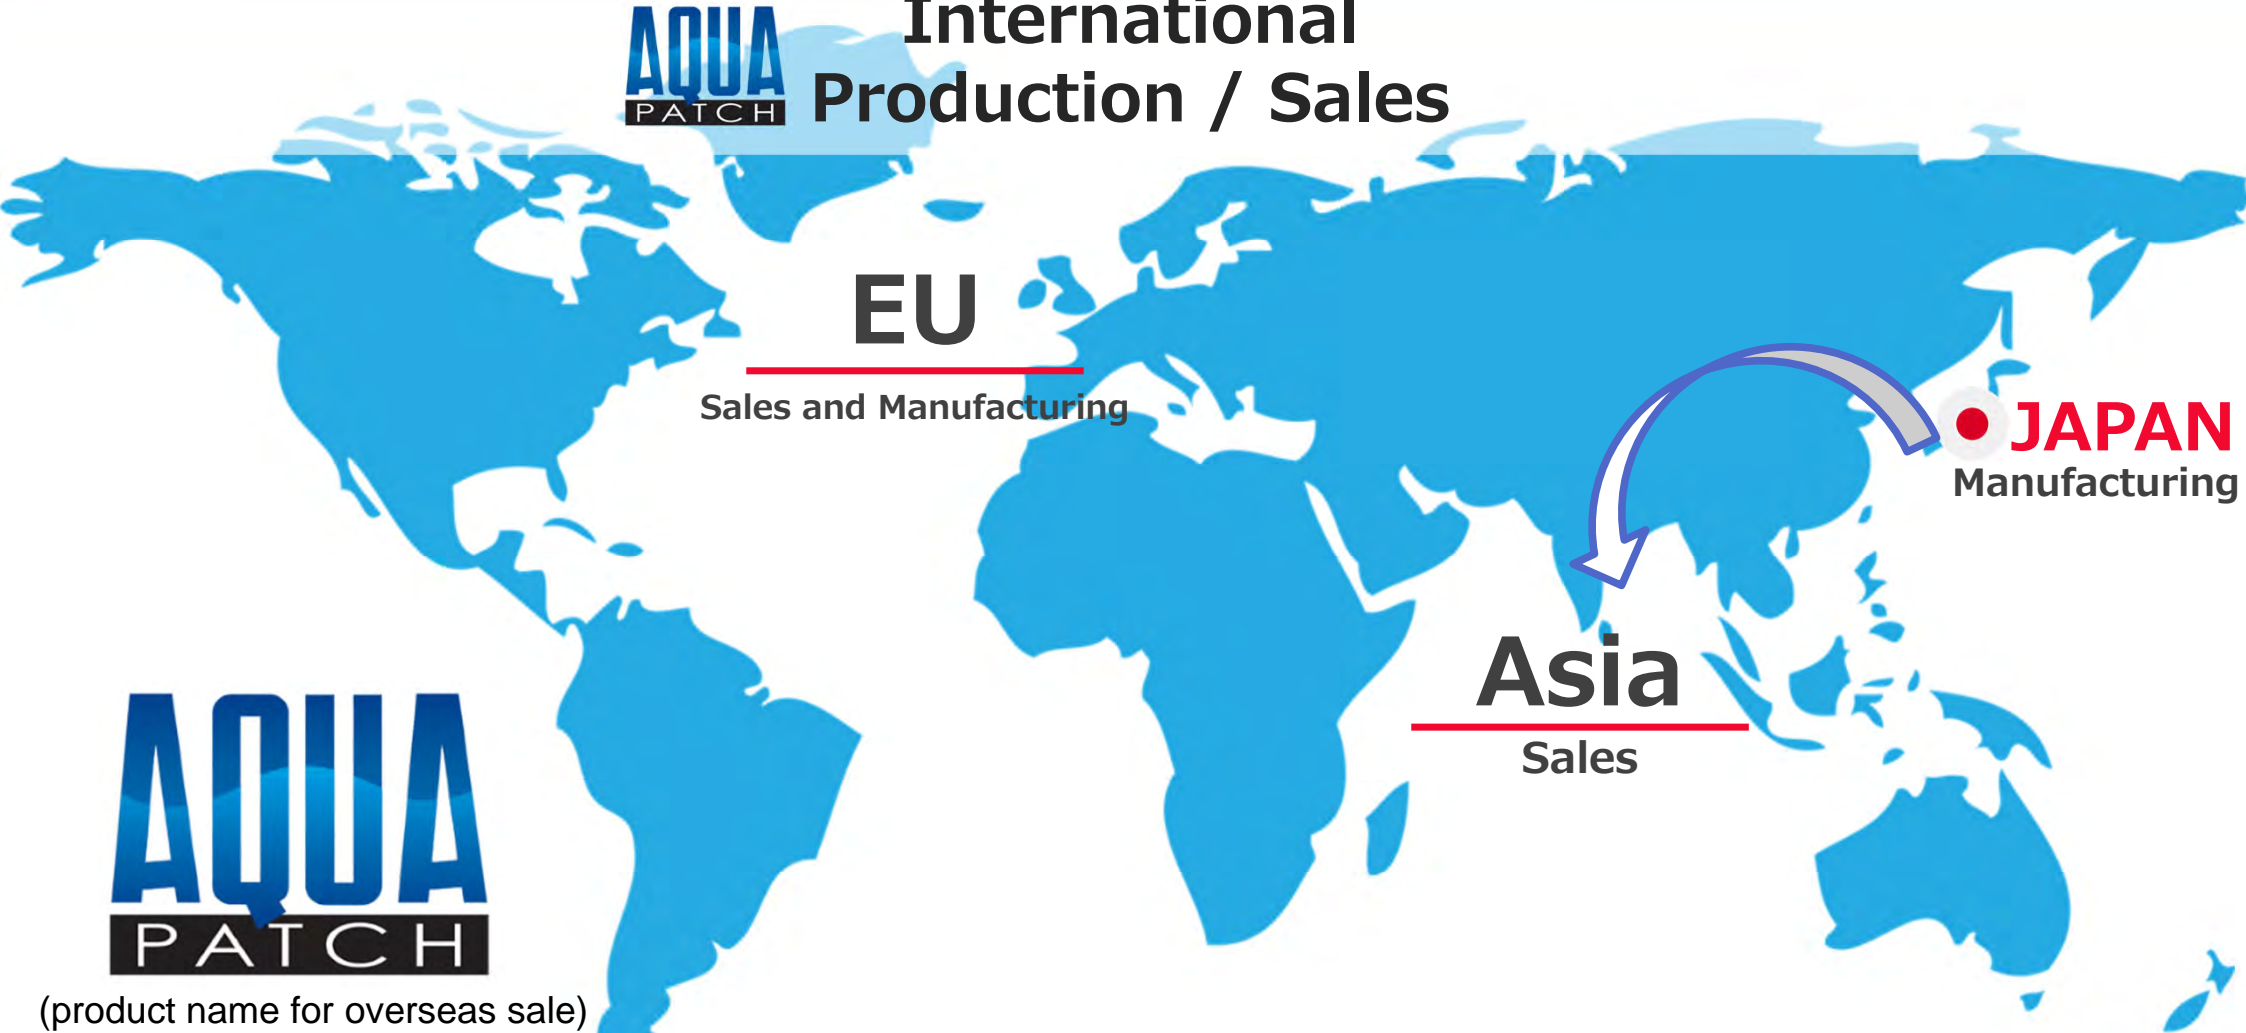 AQUA
PATCH
International
Production / Sales
EU
Sales and Manufacturing
JAPAN
Manufacturing
Asia
Sales
AQUA
PATCH
(product name for overseas sale)